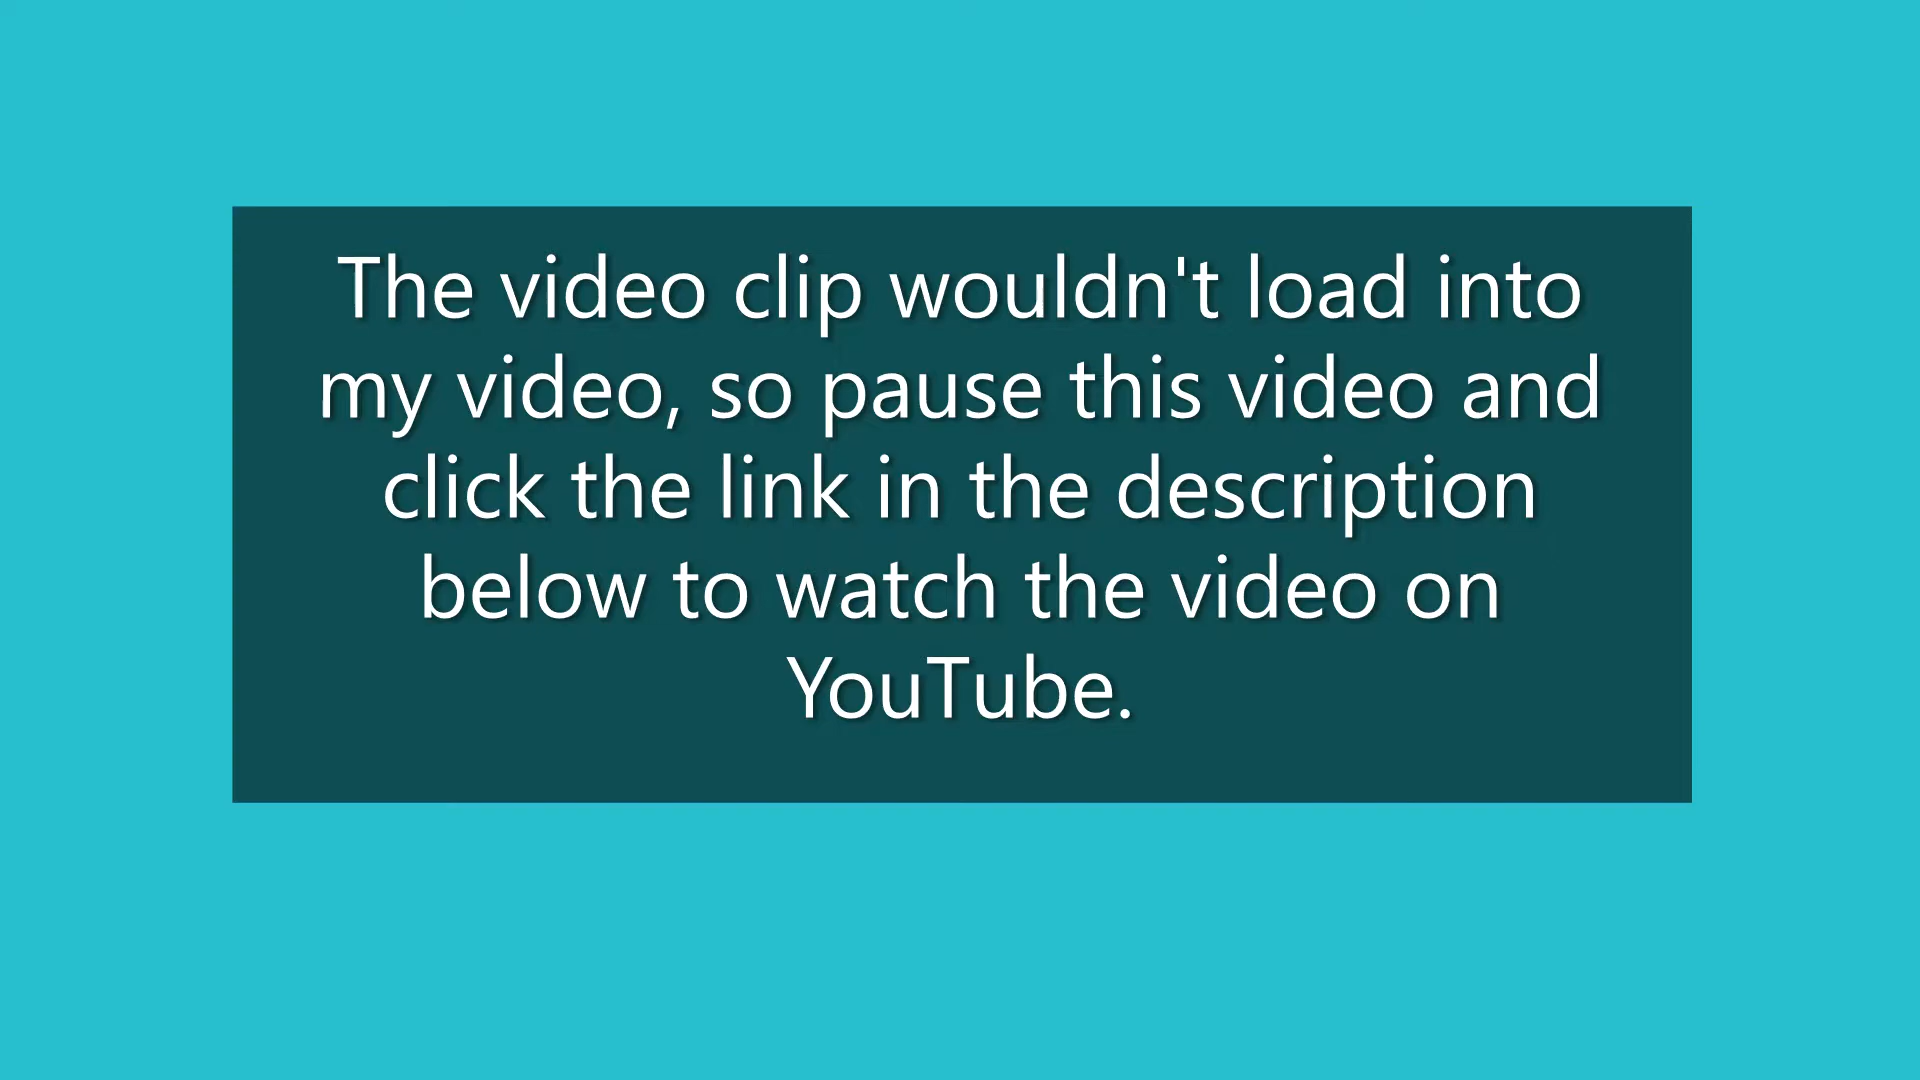 The video clip wouldn't load into
my video, so pause this video and
click the link in the description
below to watch the video on
YouTube.